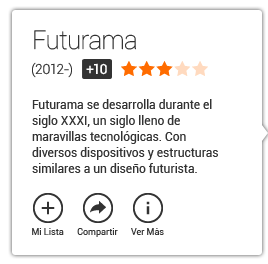 Futurama
(2012-) +10
Futurama se desarrolla durante el
siglo XXXI, un siglo lleno de
maravillas tecnológicas. Con
diversos dispositivos y estructuras
similares a un diseño futurista.
Mi Lista Compartir Ver Más